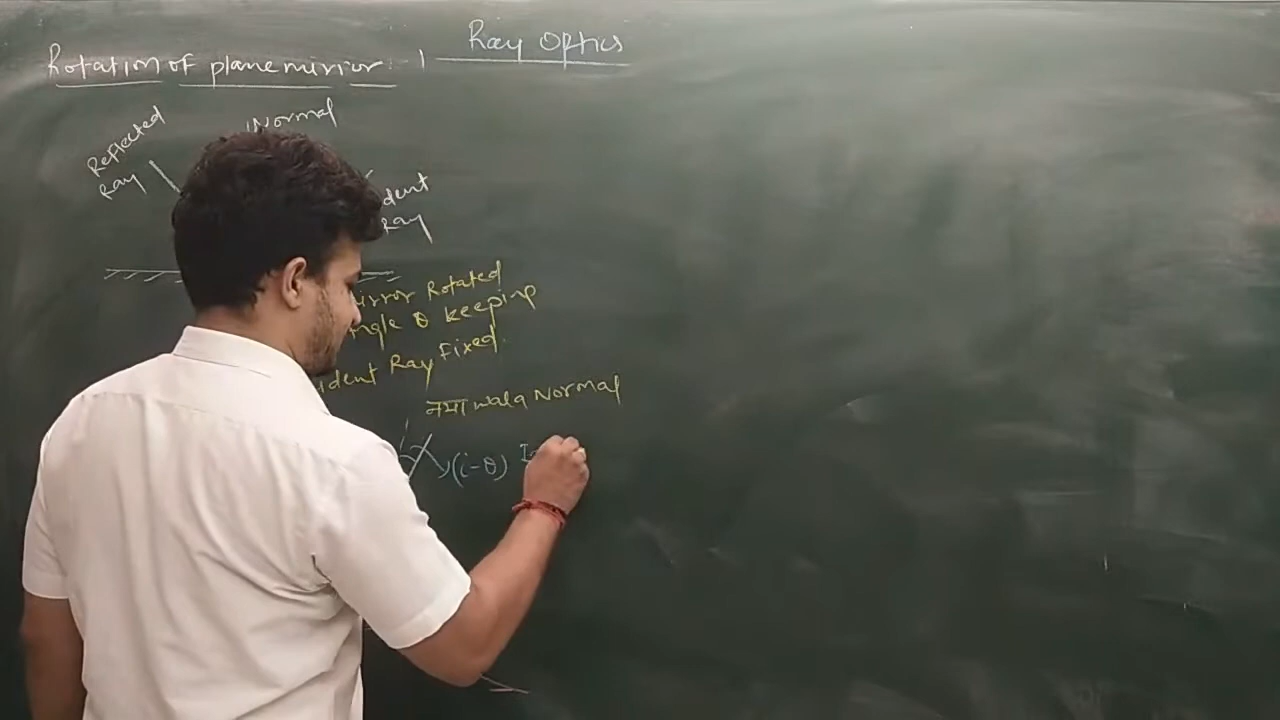 Ray Optics
Rotation of plane mirror:-
Normal
Reflected
Ray
dent
Ray
irror Rotated
ngle θ keeping
ident Ray Fixed.
नया wala Normal
(i-θ) I